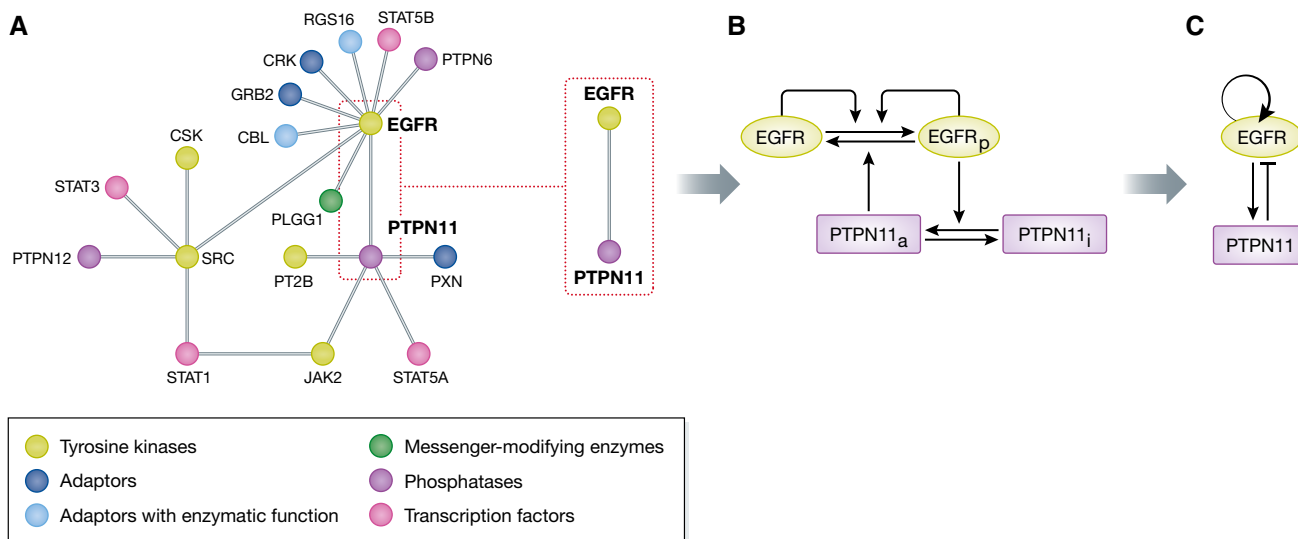 A
RGS16
STAT5B
CRK
PTPN6
GRB2
EGFR
CBL
CSK
STAT3
PLGG1
PTPN11
PTPN12
SRC
PT2B
PXN
STAT1
JAK2
STAT5A
EGFR
PTPN11
B
EGFR
EGFRp
PTPN11a
PTPN11i
C
EGFR
PTPN11
Tyrosine kinases
Adaptors
Adaptors with enzymatic function
Messenger-modifying enzymes
Phosphatases
Transcription factors